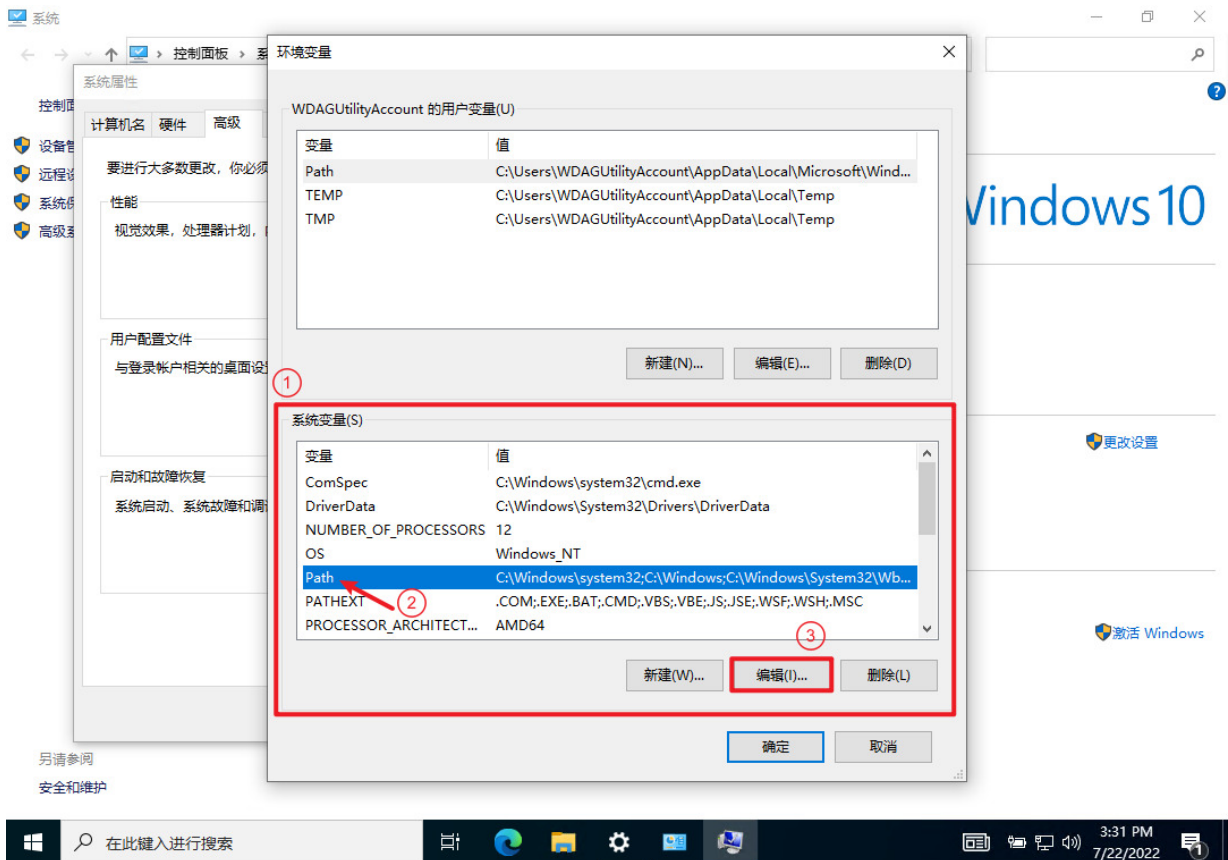 系统
控制面板
系统属性
计算机名 硬件 高级
要进行大多数更改，你必须
性能
视觉效果，处理器计划，
用户配置文件
与登录帐户相关的桌面设
启动和故障恢复
系统启动、系统故障和调
设备
远程
系统
高级
另请参阅
安全和维护
环境变量
WDAGUtilityAccount 的用户变量(U)
变量 值
Path C:\Users\WDAGUtilityAccount\AppData\Local\Microsoft\Wind...
TEMP C:\Users\WDAGUtilityAccount\AppData\Local\Temp
TMP C:\Users\WDAGUtilityAccount\AppData\Local\Temp
新建(N)... 编辑(E)... 删除(D)
①
系统变量(S)
变量 值
ComSpec C:\Windows\system32\cmd.exe
DriverData C:\Windows\System32\Drivers\DriverData
NUMBER_OF_PROCESSORS 12
OS Windows_NT
Path C:\Windows\system32;C:\Windows;C:\Windows\System32\Wb...
PATHEXT .COM;.EXE;.BAT;.CMD;.VBS;.VBE;.JS;.JSE;.WSF;.WSH;.MSC
②
PROCESSOR_ARCHITECT... AMD64
③
新建(W)... 编辑(I)... 删除(L)
确定 取消
Windows 10
更改设置
激活 Windows
在此键入进行搜索
3:31 PM
7/22/2022
1